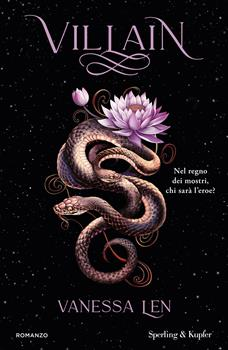 VILLAIN
Nel regno
dei mostri,
chi sarà l'eroe?
VANESSA LEN
ROMANZO
Sperling & Kupfer